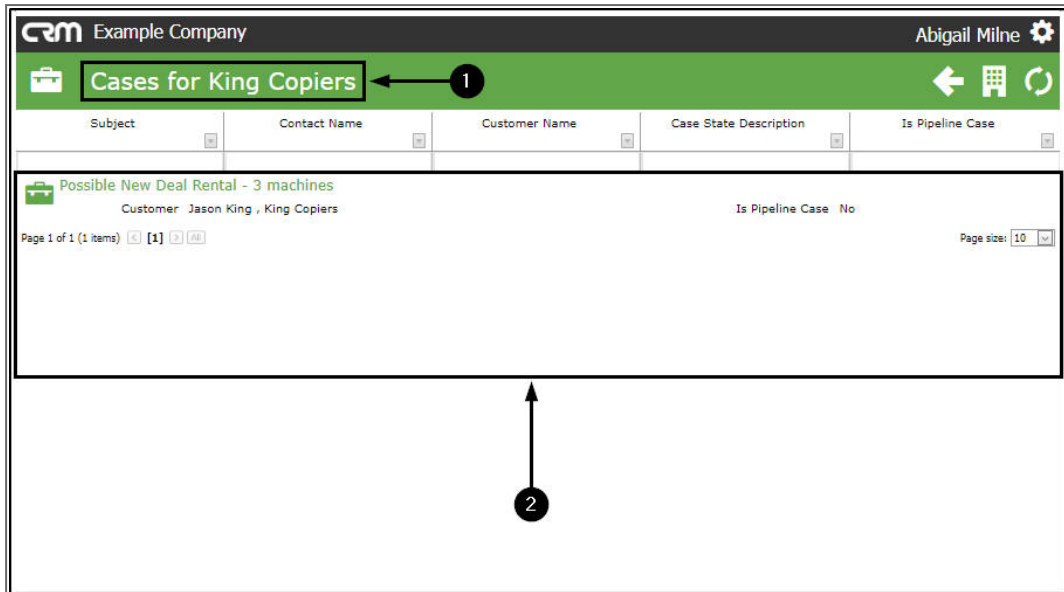 CRM Example Company Abigail Milne
Cases for King Copiers 1
Subject Contact Name Customer Name Case State Description Is Pipeline Case
Possible New Deal Rental - 3 machines
Customer Jason King , King Copiers Is Pipeline Case No
Page 1 of 1 (1 items) < [1] > All Page size: 10
2